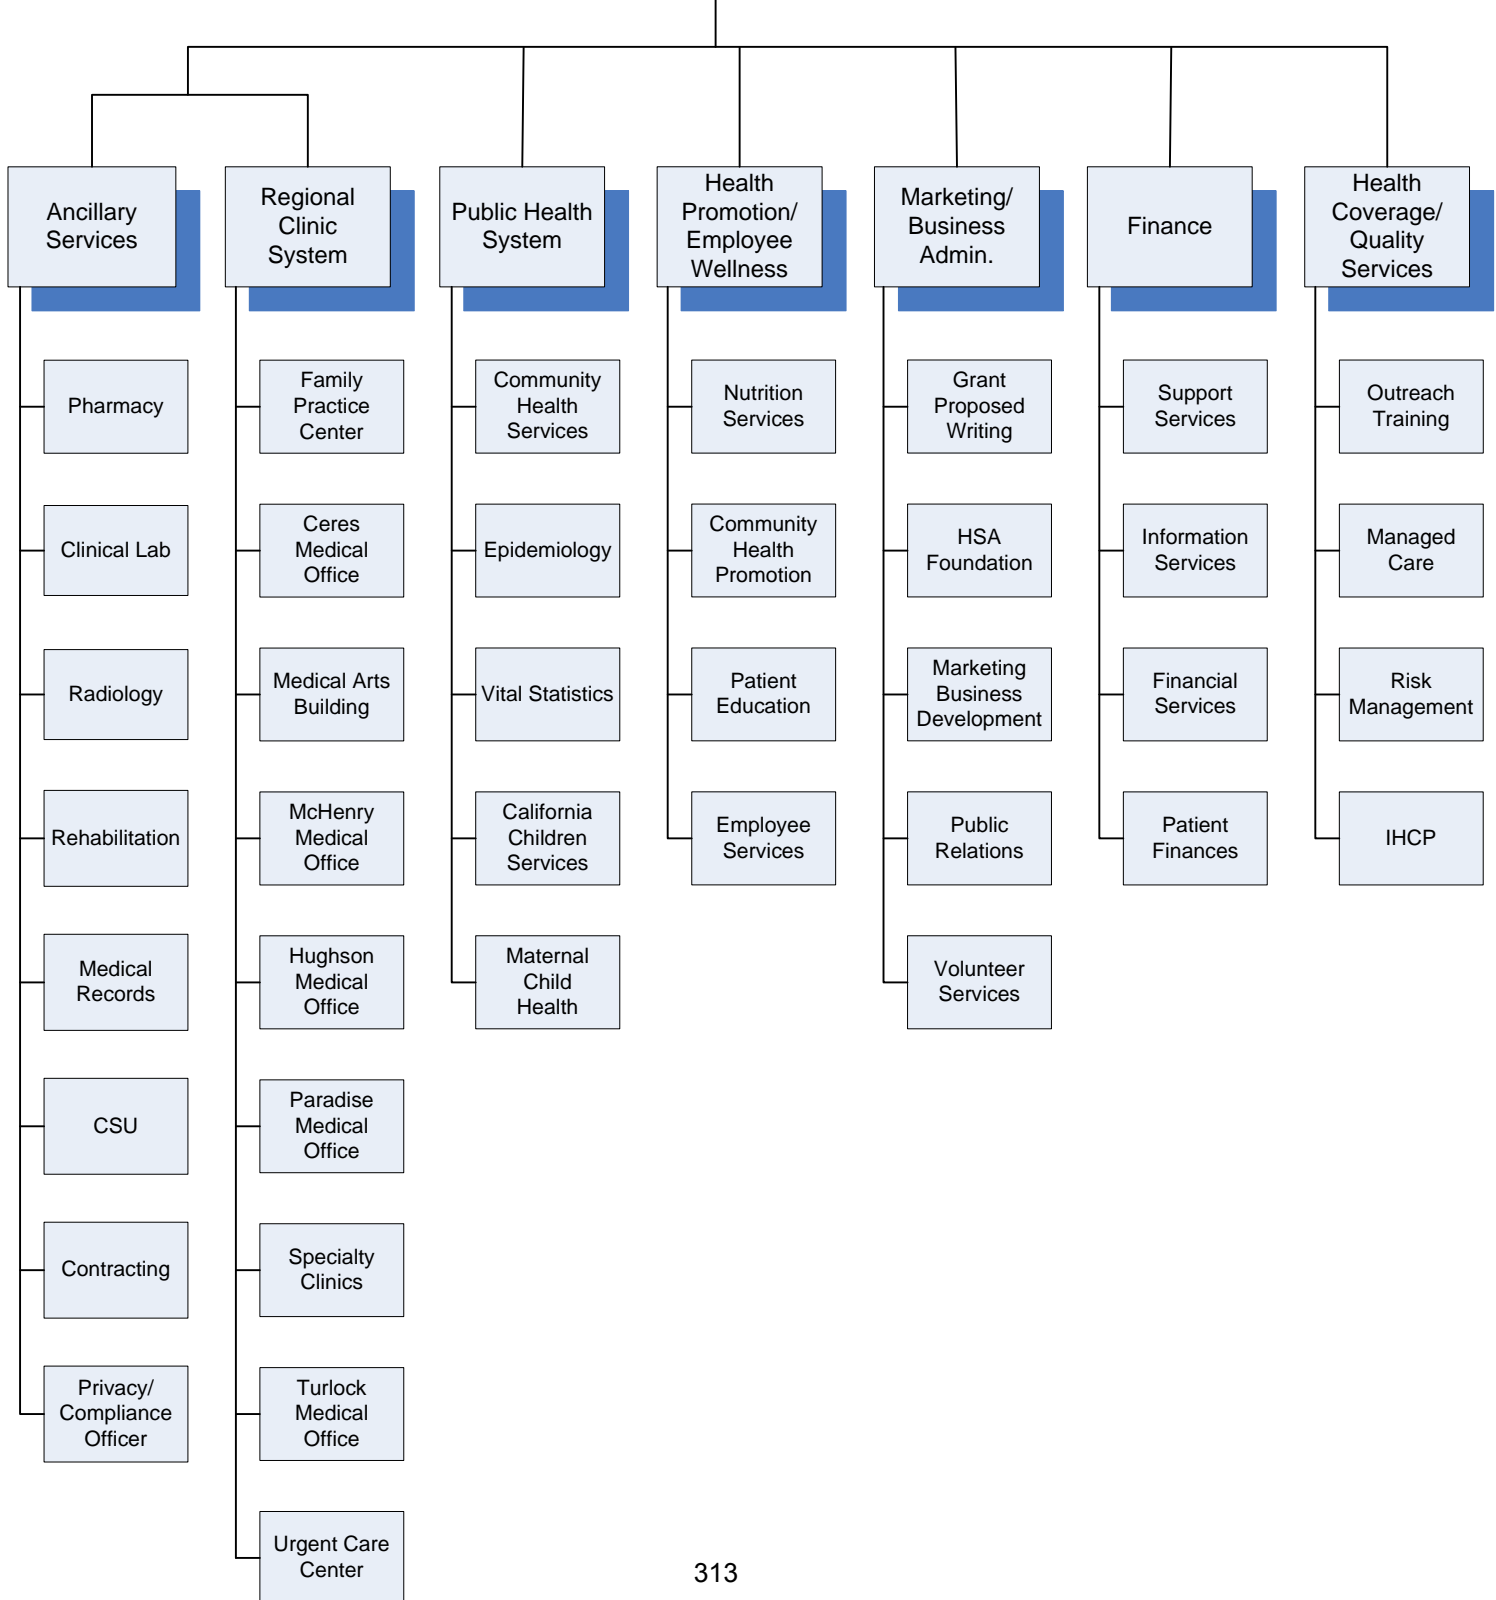 Ancillary
Services
Regional
Clinic
System
Public Health
System
Health
Promotion/
Employee
Wellness
Marketing/
Business
Admin.
Finance
Health
Coverage/
Quality
Services
Pharmacy
Clinical Lab
Radiology
Rehabilitation
Medical
Records
CSU
Contracting
Privacy/
Compliance
Officer
Family
Practice
Center
Ceres
Medical
Office
Medical Arts
Building
McHenry
Medical
Office
Hughson
Medical
Office
Paradise
Medical
Office
Specialty
Clinics
Turlock
Medical
Office
Urgent Care
Center
Community
Health
Services
Epidemiology
Vital Statistics
California
Children
Services
Maternal
Child
Health
Nutrition
Services
Community
Health
Promotion
Patient
Education
Employee
Services
Grant
Proposed
Writing
HSA
Foundation
Marketing
Business
Development
Public
Relations
Volunteer
Services
Support
Services
Information
Services
Financial
Services
Patient
Finances
Outreach
Training
Managed
Care
Risk
Management
IHCP
313